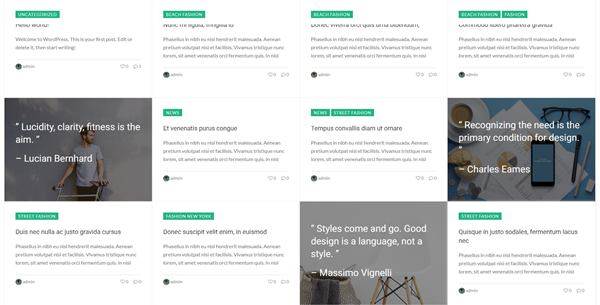 UNCATEGORIZED
Hello world!
Welcome to WordPress. This is your first post. Edit or
delete it, then start writing!
admin
0
3
BEACH FASHION
Nunc mi ligula, fringilla id
Phasellus in nibh eu nisl hendrerit malesuada. Aenean
pretium volutpat nisi et facilisis. Vivamus tristique nunc
lorem, sit amet venenatis orci fermentum quis. In nisl
admin
0
0
BEACH FASHION
Donec viverra orci quis urna bibendum,
Phasellus in nibh eu nisl hendrerit malesuada. Aenean
pretium volutpat nisi et facilisis. Vivamus tristique nunc
lorem, sit amet venenatis orci fermentum quis. In nisl
admin
0
0
BEACH FASHION
FASHION
Commodo libero pharetra gravida
Phasellus in nibh eu nisl hendrerit malesuada. Aenean
pretium volutpat nisi et facilisis. Vivamus tristique nunc
lorem, sit amet venenatis orci fermentum quis. In nisl
admin
0
0
“ Lucidity, clarity, fitness is the
aim. ”
– Lucian Bernhard
NEWS
Et venenatis purus congue
Phasellus in nibh eu nisl hendrerit malesuada. Aenean
pretium volutpat nisi et facilisis. Vivamus tristique nunc
lorem, sit amet venenatis orci fermentum quis. In nisl
admin
0
0
NEWS
STREET FASHION
Tempus convallis diam ut ornare
Phasellus in nibh eu nisl hendrerit malesuada. Aenean
pretium volutpat nisi et facilisis. Vivamus tristique nunc
lorem, sit amet venenatis orci fermentum quis. In nisl
admin
0
0
“ Recognizing the need is the
primary condition for design.
”
– Charles Eames
STREET FASHION
Duis nec nulla ac justo gravida cursus
Phasellus in nibh eu nisl hendrerit malesuada. Aenean
pretium volutpat nisi et facilisis. Vivamus tristique nunc
lorem, sit amet venenatis orci fermentum quis. In nisl
admin
0
0
FASHION NEW YORK
Donec suscipit velit enim, in euismod
Phasellus in nibh eu nisl hendrerit malesuada. Aenean
pretium volutpat nisi et facilisis. Vivamus tristique nunc
lorem, sit amet venenatis orci fermentum quis. In nisl
admin
0
0
“ Styles come and go. Good
design is a language, not a
style. ”
– Massimo Vignelli
STREET FASHION
Quisque in justo sodales, fermentum lacus
nec
Phasellus in nibh eu nisl hendrerit malesuada. Aenean
pretium volutpat nisi et facilisis. Vivamus tristique nunc
lorem, sit amet venenatis orci fermentum quis. In nisl
admin
0
0